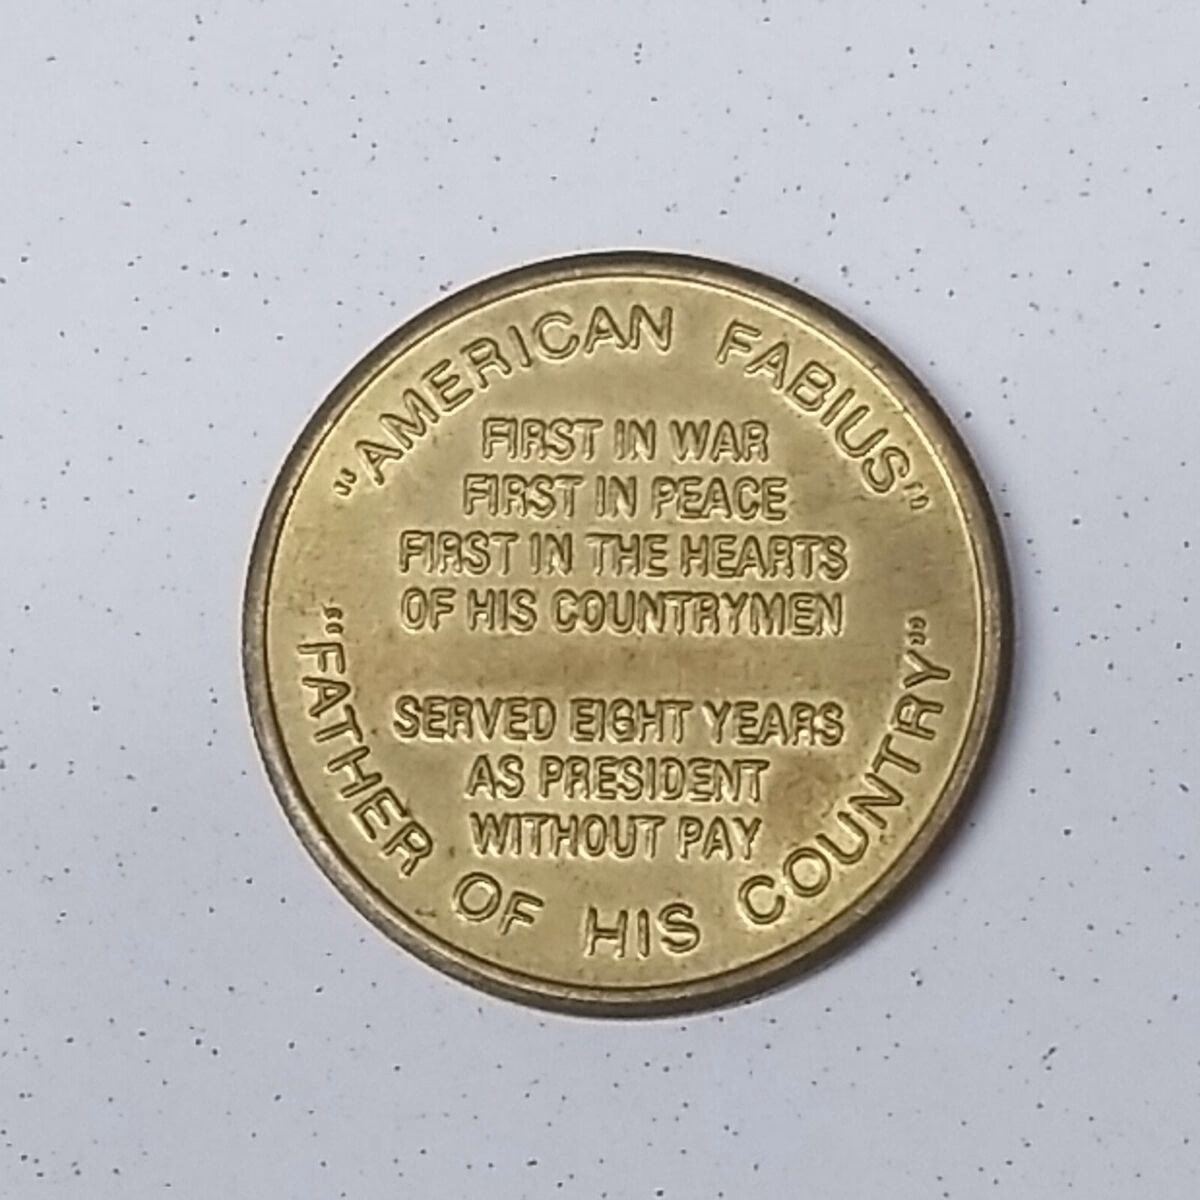 "AMERICAN FABIUS"
FIRST IN WAR
FIRST IN PEACE
FIRST IN THE HEARTS
OF HIS COUNTRYMEN
SERVED EIGHT YEARS
AS PRESIDENT
WITHOUT PAY
"FATHER OF HIS COUNTRY"